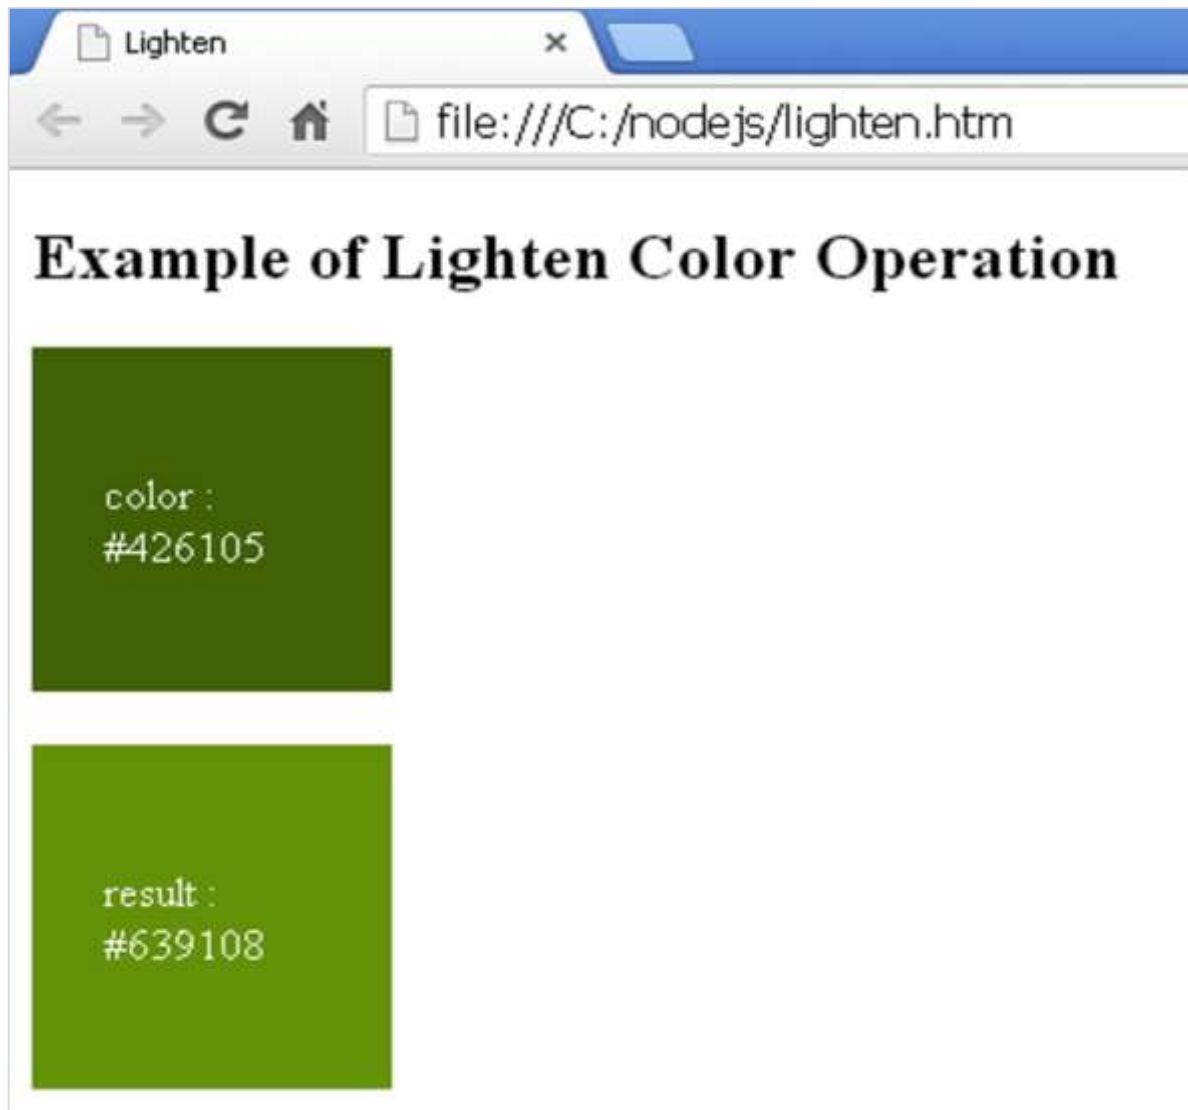 Lighten
file:///C:/nodejs/lighten.htm
Example of Lighten Color Operation
color :
#426105
result :
#639108